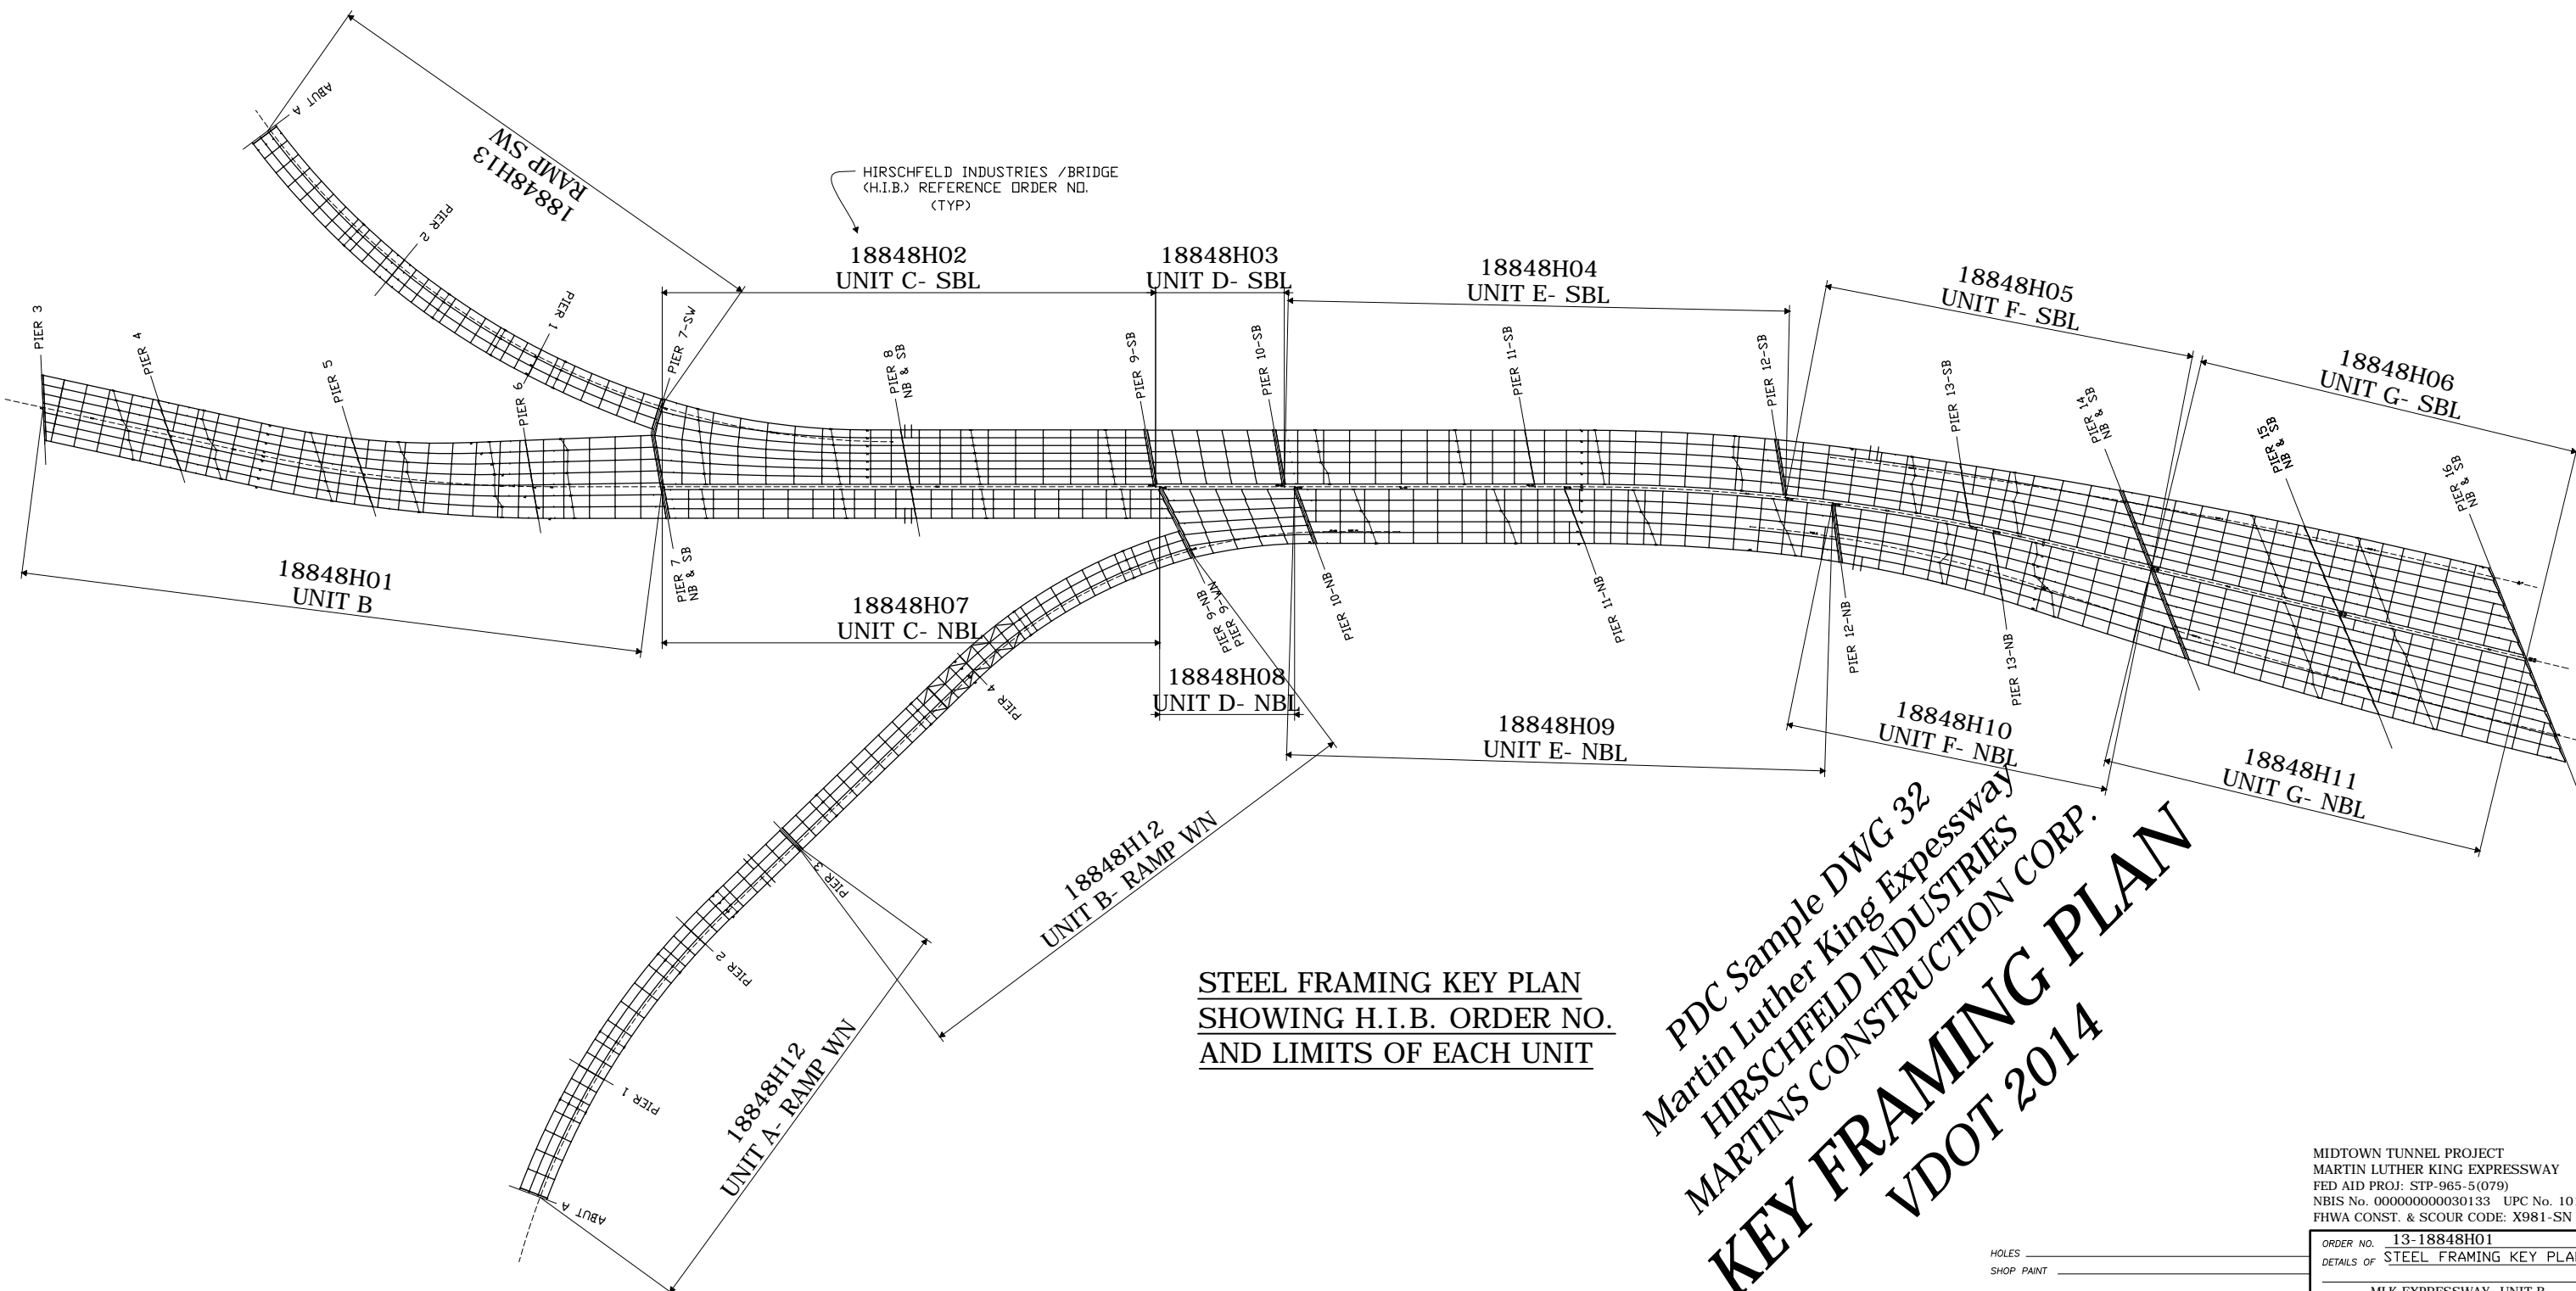 ABUT A
18848H13
RAMP SW
PIER 2
PIER 1
PIER 7-SW
HIRSCHFELD INDUSTRIES /BRIDGE
(H.I.B.) REFERENCE ORDER NO.
(TYP)
18848H02
UNIT C- SBL
18848H03
UNIT D- SBL
18848H04
UNIT E- SBL
18848H05
UNIT F- SBL
18848H06
UNIT G- SBL
PIER 3
PIER 4
PIER 5
PIER 6
PIER 8
NB & SB
PIER 9-SB
PIER 10-SB
PIER 11-SB
PIER 12-SB
PIER 13-SB
PIER 14
NB & SB
PIER 15
NB & SB
PIER 16
NB & SB
18848H01
UNIT B
PIER 7
NB & SB
18848H07
UNIT C- NBL
PIER 9-NB
PIER 9-WN
PIER 10-NB
PIER 11-NB
PIER 12-NB
PIER 13-NB
18848H08
UNIT D- NBL
18848H09
UNIT E- NBL
18848H10
UNIT F- NBL
18848H11
UNIT G- NBL
PIER 4
PIER 3
18848H12
UNIT B- RAMP WN
PIER 2
PIER 1
18848H12
UNIT A- RAMP WN
ABUT A
STEEL FRAMING KEY PLAN
SHOWING H.I.B. ORDER NO.
AND LIMITS OF EACH UNIT
PDC Sample DWG 32
Martin Luther King Expessway
HIRSCHFELD INDUSTRIES
MARTINS CONSTRUCTION CORP.
KEY FRAMING PLAN
VDOT 2014
MIDTOWN TUNNEL PROJECT
MARTIN LUTHER KING EXPRESSWAY
FED AID PROJ: STP-965-5(079)
NBIS No. 000000000030133 UPC No. 10
FHWA CONST. & SCOUR CODE: X981-SN
HOLES
SHOP PAINT
ORDER NO. 13-18848H01
DETAILS OF STEEL FRAMING KEY PLAN
MLK EXPRESSWAY- UNIT B